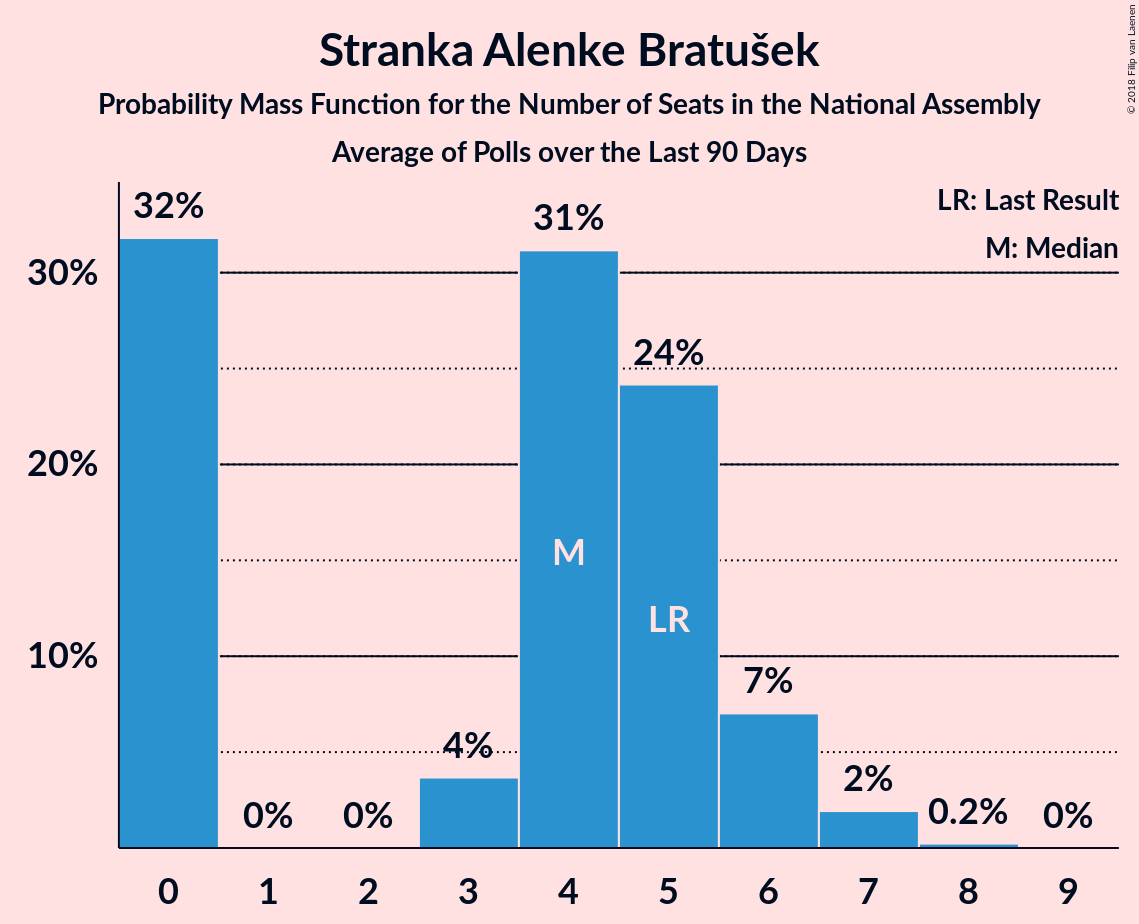 Stranka Alenke Bratušek
Probability Mass Function for the Number of Seats in the National Assembly
Average of Polls over the Last 90 Days
© 2018 Filip van Laenen
LR: Last Result
M: Median
32%
0%
0%
4%
31%
24%
7%
2%
0.2%
0%
M
LR
30%
20%
10%
0 1 2 3 4 5 6 7 8 9